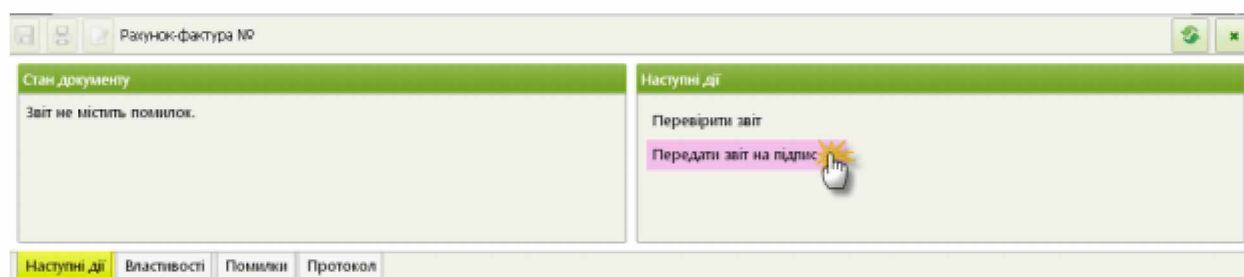 Рахунок-фактура №
Стан документу
Звіт не містить помилок.
Наступні дії
Перевірити звіт
Передати звіт на підпис
Наступні дії Властивості Помилки Протокол